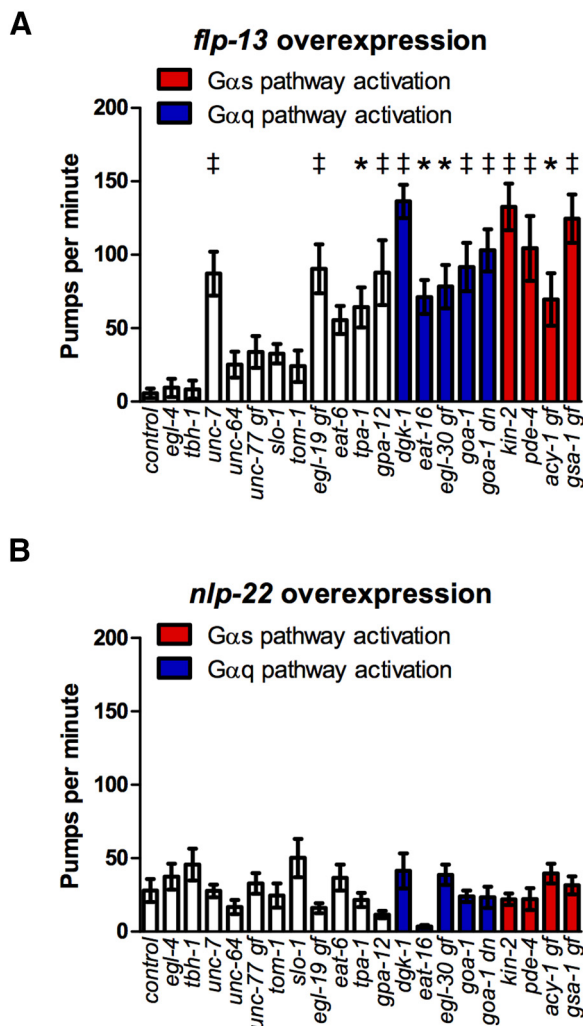 A
flp-13 overexpression
Gαs pathway activation
Gαq pathway activation
200
150
100
50
0
Pumps per minute
‡ ‡ * ‡ ‡ * * ‡ ‡ ‡ ‡ * ‡
control
egl-4
tbh-1
unc-7
unc-64
unc-77 gf
slo-1
tom-1
egl-19 gf
eat-6
tpa-1
gpa-12
dgk-1
eat-16
egl-30 gf
goa-1
goa-1 dn
kin-2
pde-4
acy-1 gf
gsa-1 gf
B
nlp-22 overexpression
Gαs pathway activation
Gαq pathway activation
200
150
100
50
0
Pumps per minute
control
egl-4
tbh-1
unc-7
unc-64
unc-77 gf
tom-1
slo-1
egl-19 gf
eat-6
tpa-1
gpa-12
dgk-1
eat-16
egl-30 gf
goa-1
goa-1 dn
kin-2
pde-4
acy-1 gf
gsa-1 gf